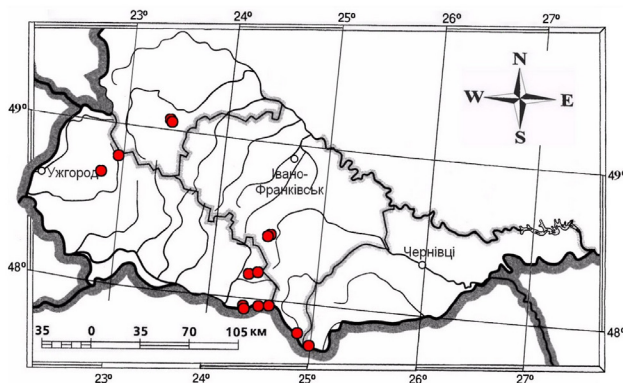 23º 24º 25º 26º 27º
N
W E
S
49º
49º
Ужгород
Івано-
Франківськ
Чернівці
48º
48º
35 0 35 70 105 КМ
23º 24º 25º 26º 27º